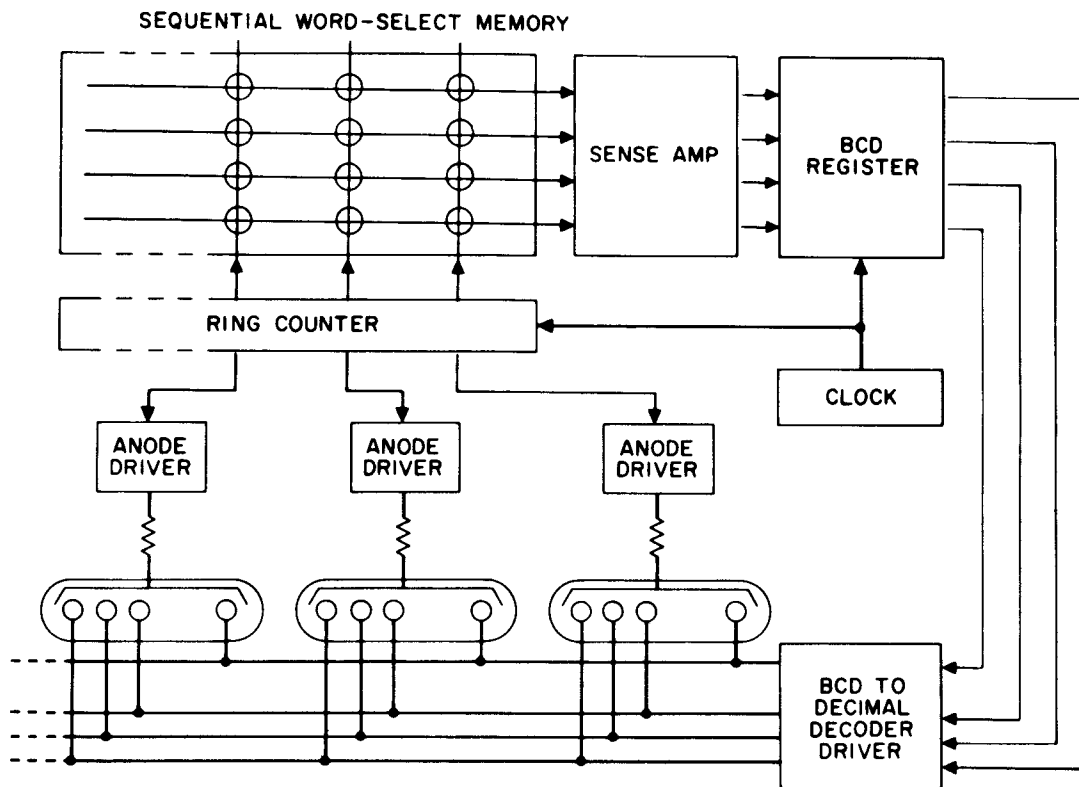 SEQUENTIAL WORD-SELECT MEMORY
SENSE AMP
BCD
REGISTER
RING COUNTER
CLOCK
ANODE
DRIVER
ANODE
DRIVER
ANODE
DRIVER
BCD TO
DECIMAL
DECODER
DRIVER